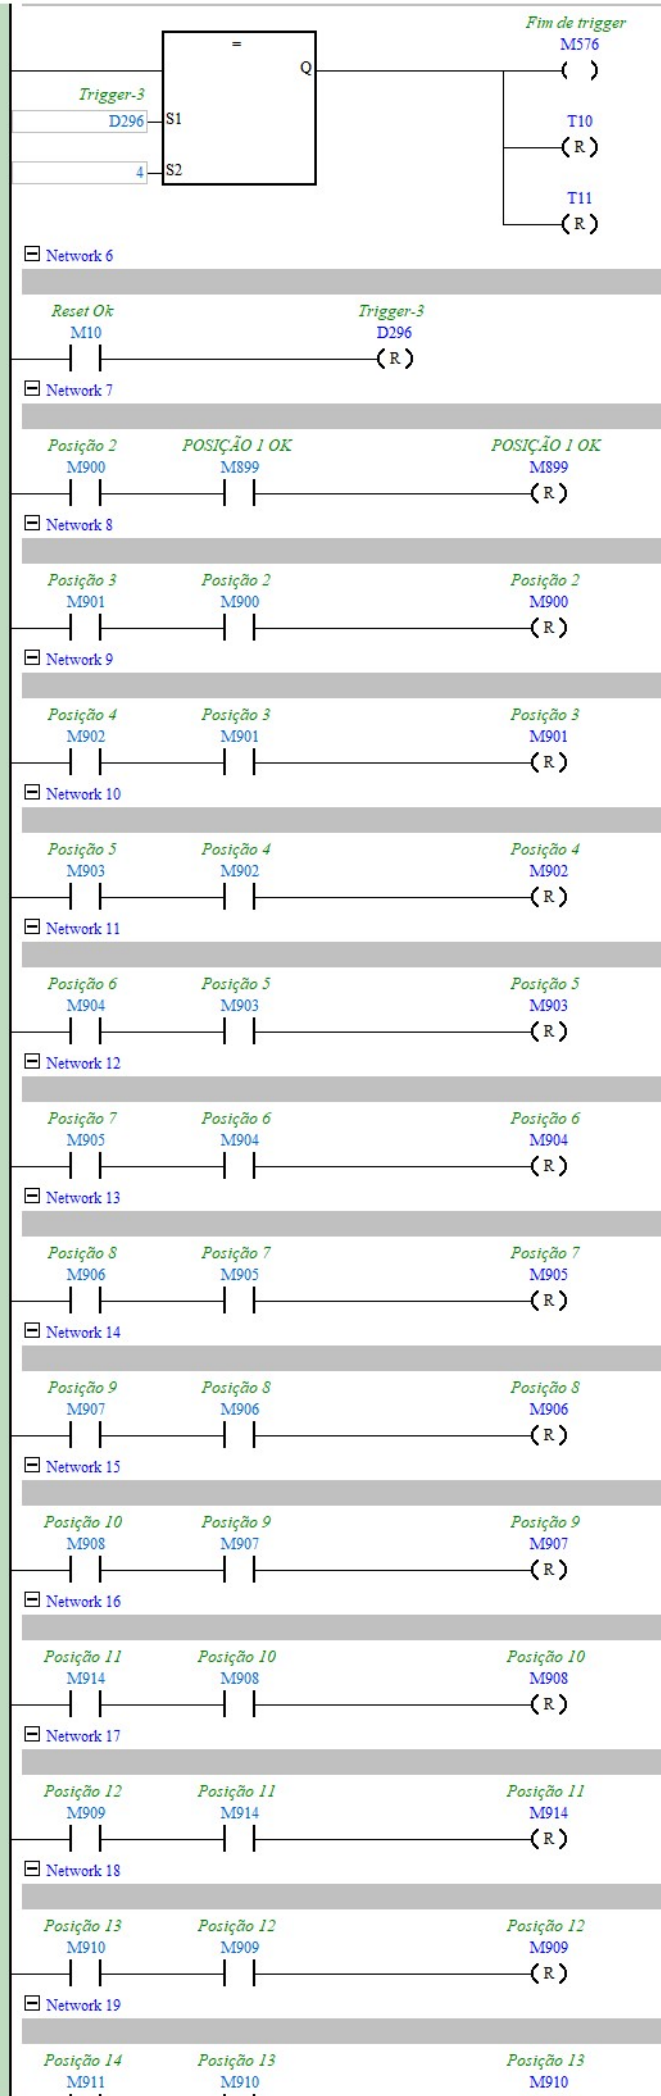 Fim de trigger
M576
=
Q
( )
Trigger-3
D296 S1
T10
(R)
4 S2
T11
(R)
Network 6
Reset Ok Trigger-3
M10 D296
(R)
Network 7
Posição 2 POSIÇÃO 1 OK POSIÇÃO 1 OK
M900 M899 M899
(R)
Network 8
Posição 3 Posição 2 Posição 2
M901 M900 M900
(R)
Network 9
Posição 4 Posição 3 Posição 3
M902 M901 M901
(R)
Network 10
Posição 5 Posição 4 Posição 4
M903 M902 M902
(R)
Network 11
Posição 6 Posição 5 Posição 5
M904 M903 M903
(R)
Network 12
Posição 7 Posição 6 Posição 6
M905 M904 M904
(R)
Network 13
Posição 8 Posição 7 Posição 7
M906 M905 M905
(R)
Network 14
Posição 9 Posição 8 Posição 8
M907 M906 M906
(R)
Network 15
Posição 10 Posição 9 Posição 9
M908 M907 M907
(R)
Network 16
Posição 11 Posição 10 Posição 10
M914 M908 M908
(R)
Network 17
Posição 12 Posição 11 Posição 11
M909 M914 M914
(R)
Network 18
Posição 13 Posição 12 Posição 12
M910 M909 M909
(R)
Network 19
Posição 14 Posição 13 Posição 13
M911 M910 M910